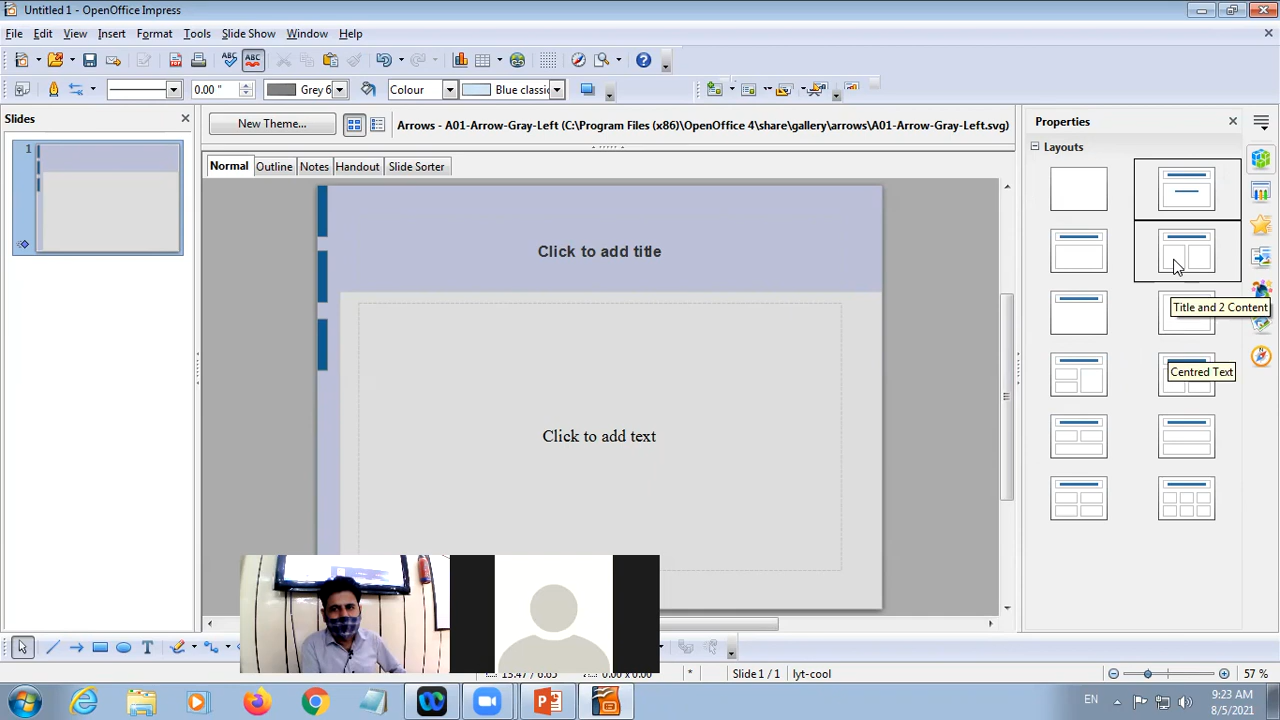 Untitled 1 - OpenOffice Impress
File Edit View Insert Format Tools Slide Show Window Help
ABC ABC
0.00 " Grey 6 Colour Blue classic
Slides
New Theme...
Arrows - A01-Arrow-Gray-Left (C:\Program Files (x86)\OpenOffice 4\share\gallery\arrows\A01-Arrow-Gray-Left.svg)
Properties
Layouts
1
Normal Outline Notes Handout Slide Sorter
Click to add title
Title and 2 Content
Centred Text
Click to add text
T
Slide 1 / 1 lyt-cool 57 %
EN
9:23 AM
8/5/2021